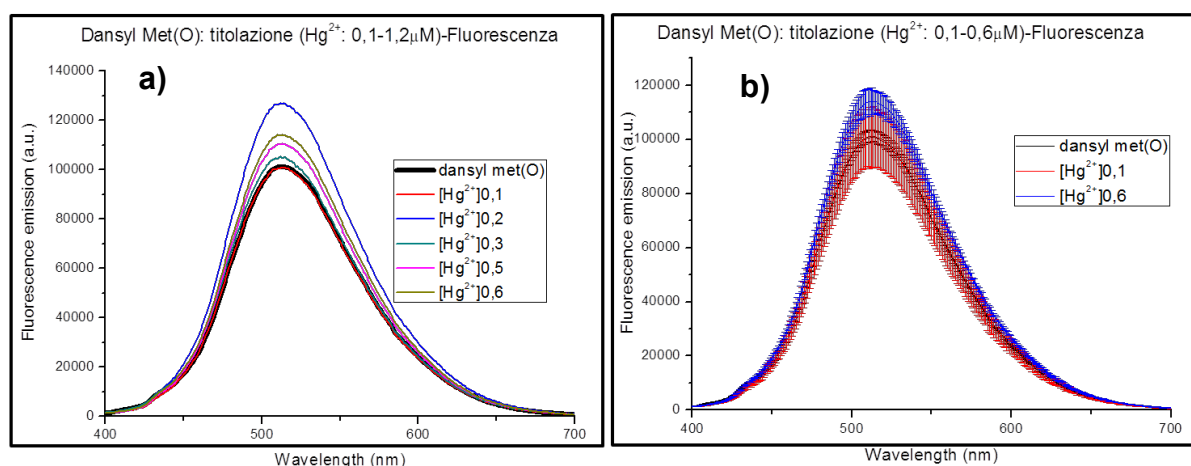 Dansyl Met(O): titolazione (Hg²⁺: 0,1-1,2μM)-Fluorescenza
a)
Fluorescence emission (a.u.)
140000
120000
100000
80000
60000
40000
20000
0
dansyl met(O)
[Hg²⁺]0,1
[Hg²⁺]0,2
[Hg²⁺]0,3
[Hg²⁺]0,5
[Hg²⁺]0,6
400
500
600
700
Wavelength (nm)
Dansyl Met(O): titolazione (Hg²⁺: 0,1-0,6μM)-Fluorescenza
b)
Fluorescence emission (a.u.)
120000
100000
80000
60000
40000
20000
0
dansyl met(O)
[Hg²⁺]0,1
[Hg²⁺]0,6
400
500
600
700
Wavelength (nm)